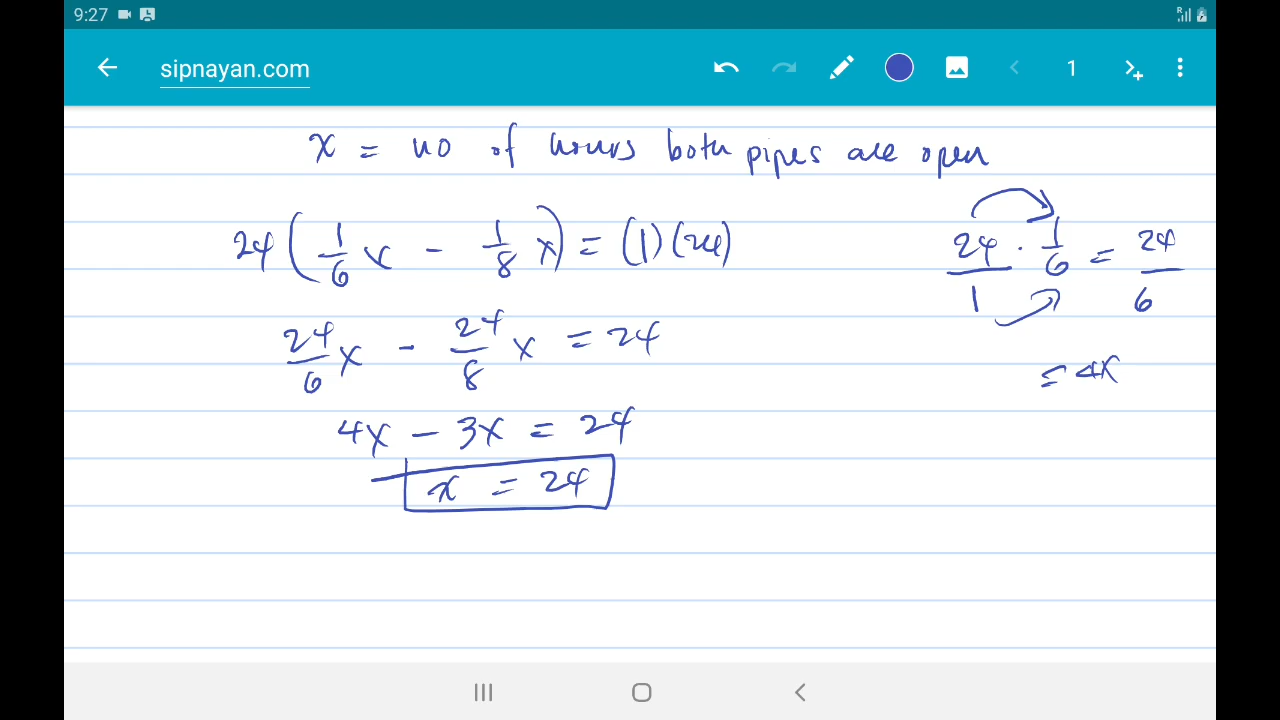 9:27
sipnayan.com
1
x = no of hours both pipes are open
24 ( 1/6 x - 1/8 x ) = (1)(24)
24/1 · 1/6 = 24/6
24/6 x - 24/8 x = 24
= 4x
4x - 3x = 24
x = 24